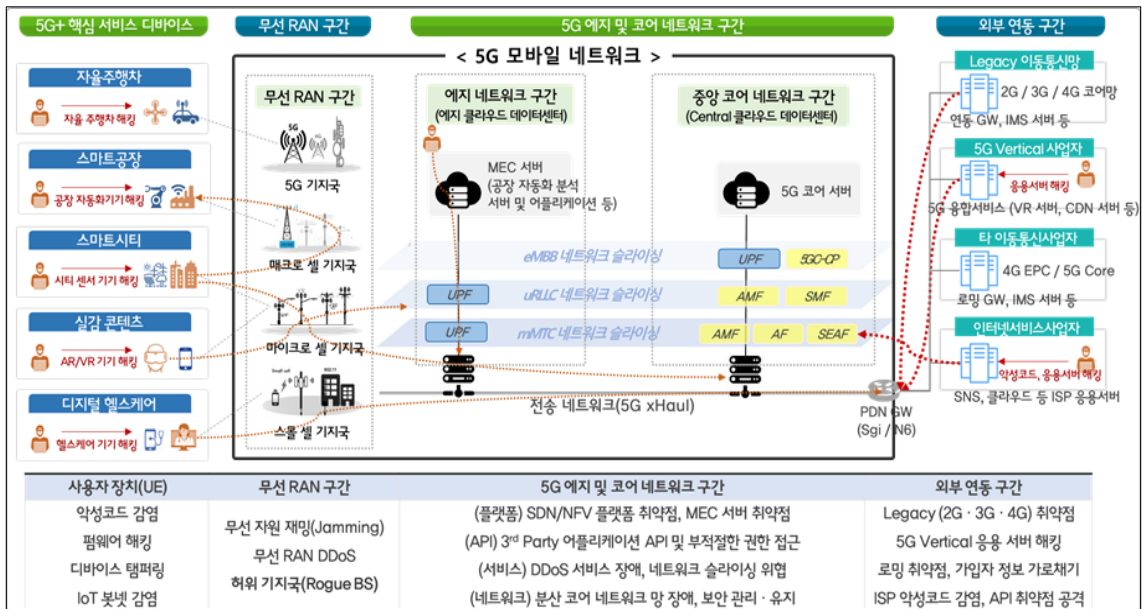 5G+ 핵심 서비스 디바이스
무선 RAN 구간
5G 에지 및 코어 네트워크 구간
외부 연동 구간
< 5G 모바일 네트워크 >
자율주행차
자율 주행차 해킹
스마트공장
공장 자동화기기 해킹
스마트시티
시티 센서 기기 해킹
실감 콘텐츠
AR/VR 기기 해킹
디지털 헬스케어
헬스케어 기기 해킹
무선 RAN 구간
5G
4G
5G 기지국
매크로 셀 기지국
마이크로 셀 기지국
Small cell
802.11
스몰 셀 기지국
에지 네트워크 구간
(에지 클라우드 데이터센터)
MEC 서버
(공장 자동화 분석
서버 및 어플리케이션 등)
중앙 코어 네트워크 구간
(Central 클라우드 데이터센터)
5G 코어 서버
eMBB 네트워크 슬라이싱
UPF
5GC-CP
UPF
uRLLC 네트워크 슬라이싱
AMF
SMF
UPF
mMTC 네트워크 슬라이싱
AMF
AF
SEAF
전송 네트워크(5G xHaul)
PDN GW
(Sgi / N6)
Legacy 이동통신망
2G / 3G / 4G 코어망
연동 GW, IMS 서버 등
5G Vertical 사업자
응용서버 해킹
5G 융합서비스 (VR 서버, CDN 서버 등)
타 이동통신사업자
4G EPC / 5G Core
로밍 GW, IMS 서버 등
인터넷서비스사업자
악성코드, 응용서버 해킹
SNS, 클라우드 등 ISP 응용서버
사용자 장치(UE)
무선 RAN 구간
5G 에지 및 코어 네트워크 구간
외부 연동 구간
악성코드 감염
펌웨어 해킹
디바이스 탬퍼링
IoT 봇넷 감염
무선 자원 재밍(Jamming)
무선 RAN DDoS
허위 기지국(Rogue BS)
(플랫폼) SDN/NFV 플랫폼 취약점, MEC 서버 취약점
(API) 3rd Party 어플리케이션 API 및 부적절한 권한 접근
(서비스) DDoS 서비스 장애, 네트워크 슬라이싱 위협
(네트워크) 분산 코어 네트워크 망 장애, 보안 관리 · 유지
Legacy (2G · 3G · 4G) 취약점
5G Vertical 응용 서버 해킹
로밍 취약점, 가입자 정보 가로채기
ISP 악성코드 감염, API 취약점 공격